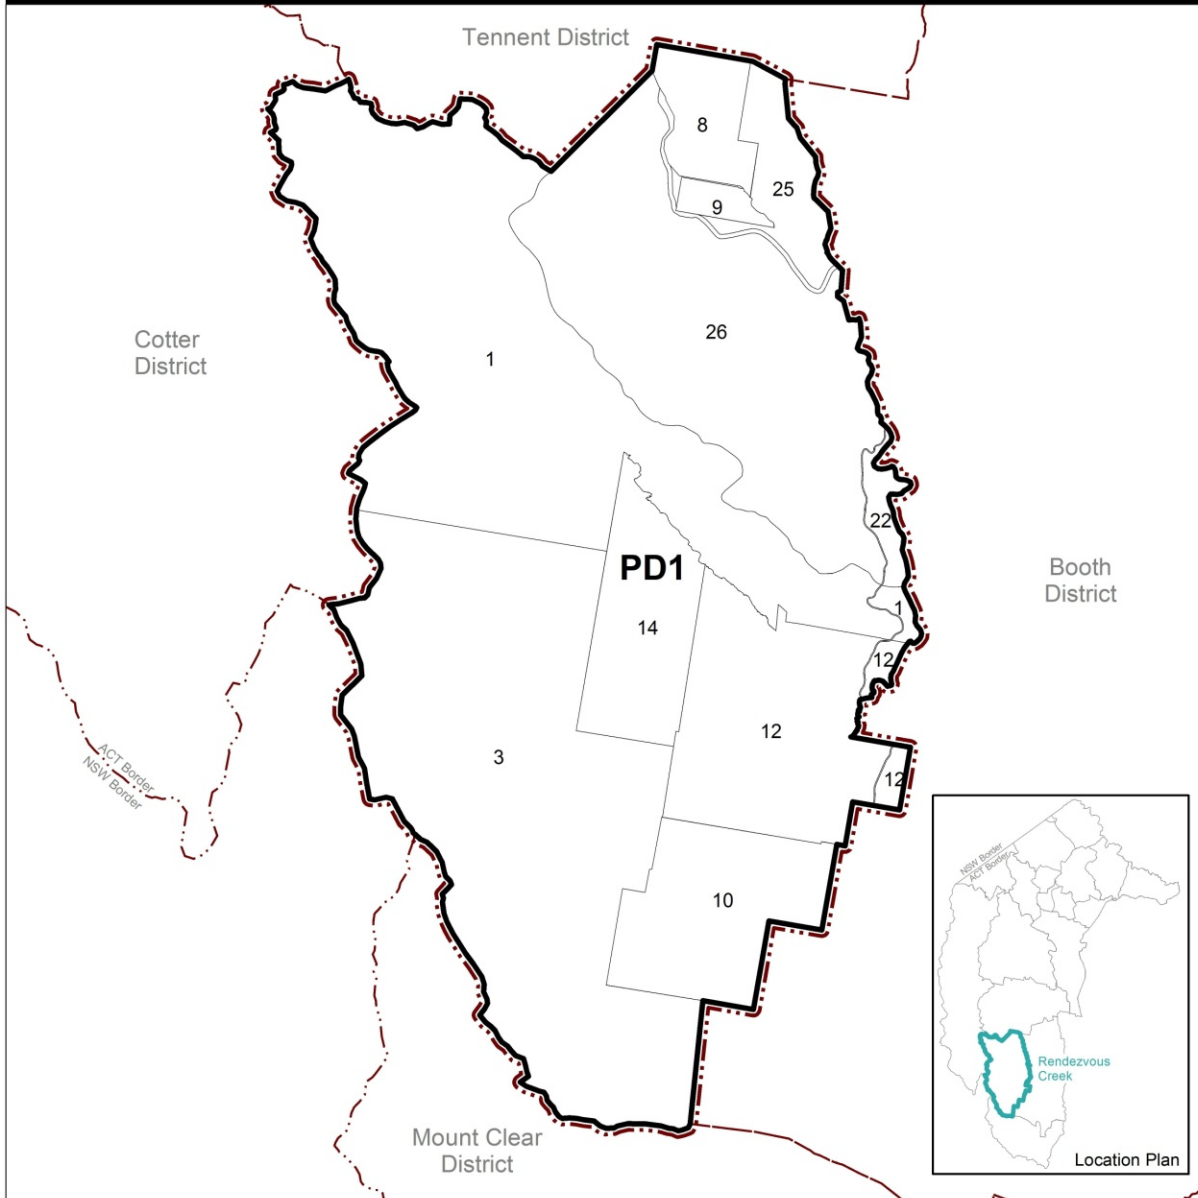 Tennent District
8
25
9
Cotter
District
26
1
22
PD1
Booth
District
1
14
12
12
3
ACT Border
NSW Border
12
10
NSW Border
ACT Border
Rendezvous
Creek
Mount Clear
District
Location Plan